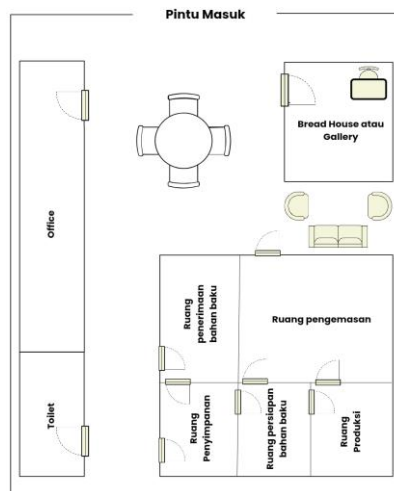 Pintu Masuk
Bread House atau
Gallery
Office
Ruang
penerimaan
bahan baku
Ruang pengemasan
Toilet
Ruang
Penyimpanan
Ruang persiapan
bahan baku
Ruang
Produksi